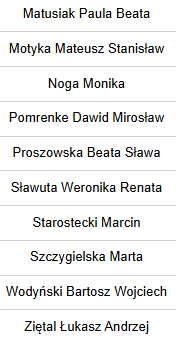 Matusiak Paula Beata
Motyka Mateusz Stanisław
Noga Monika
Pomrenke Dawid Mirosław
Proszowska Beata Sława
Sławuta Weronika Renata
Starostecki Marcin
Szczygielska Marta
Wodyński Bartosz Wojciech
Ziętal Łukasz Andrzej